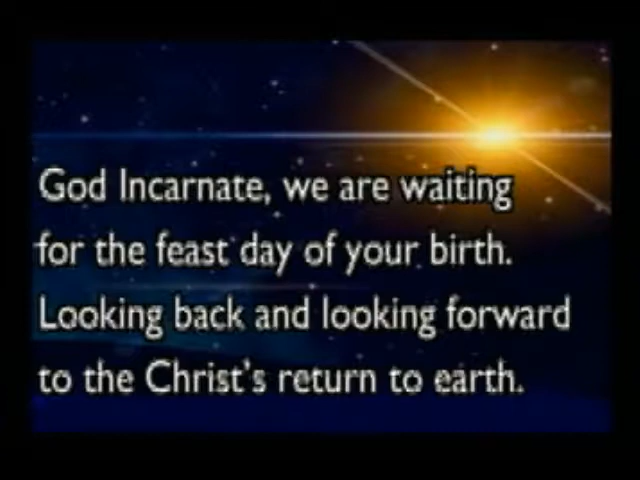 God Incarnate, we are waiting
for the feast day of your birth.
Looking back and looking forward
to the Christ's return to earth.